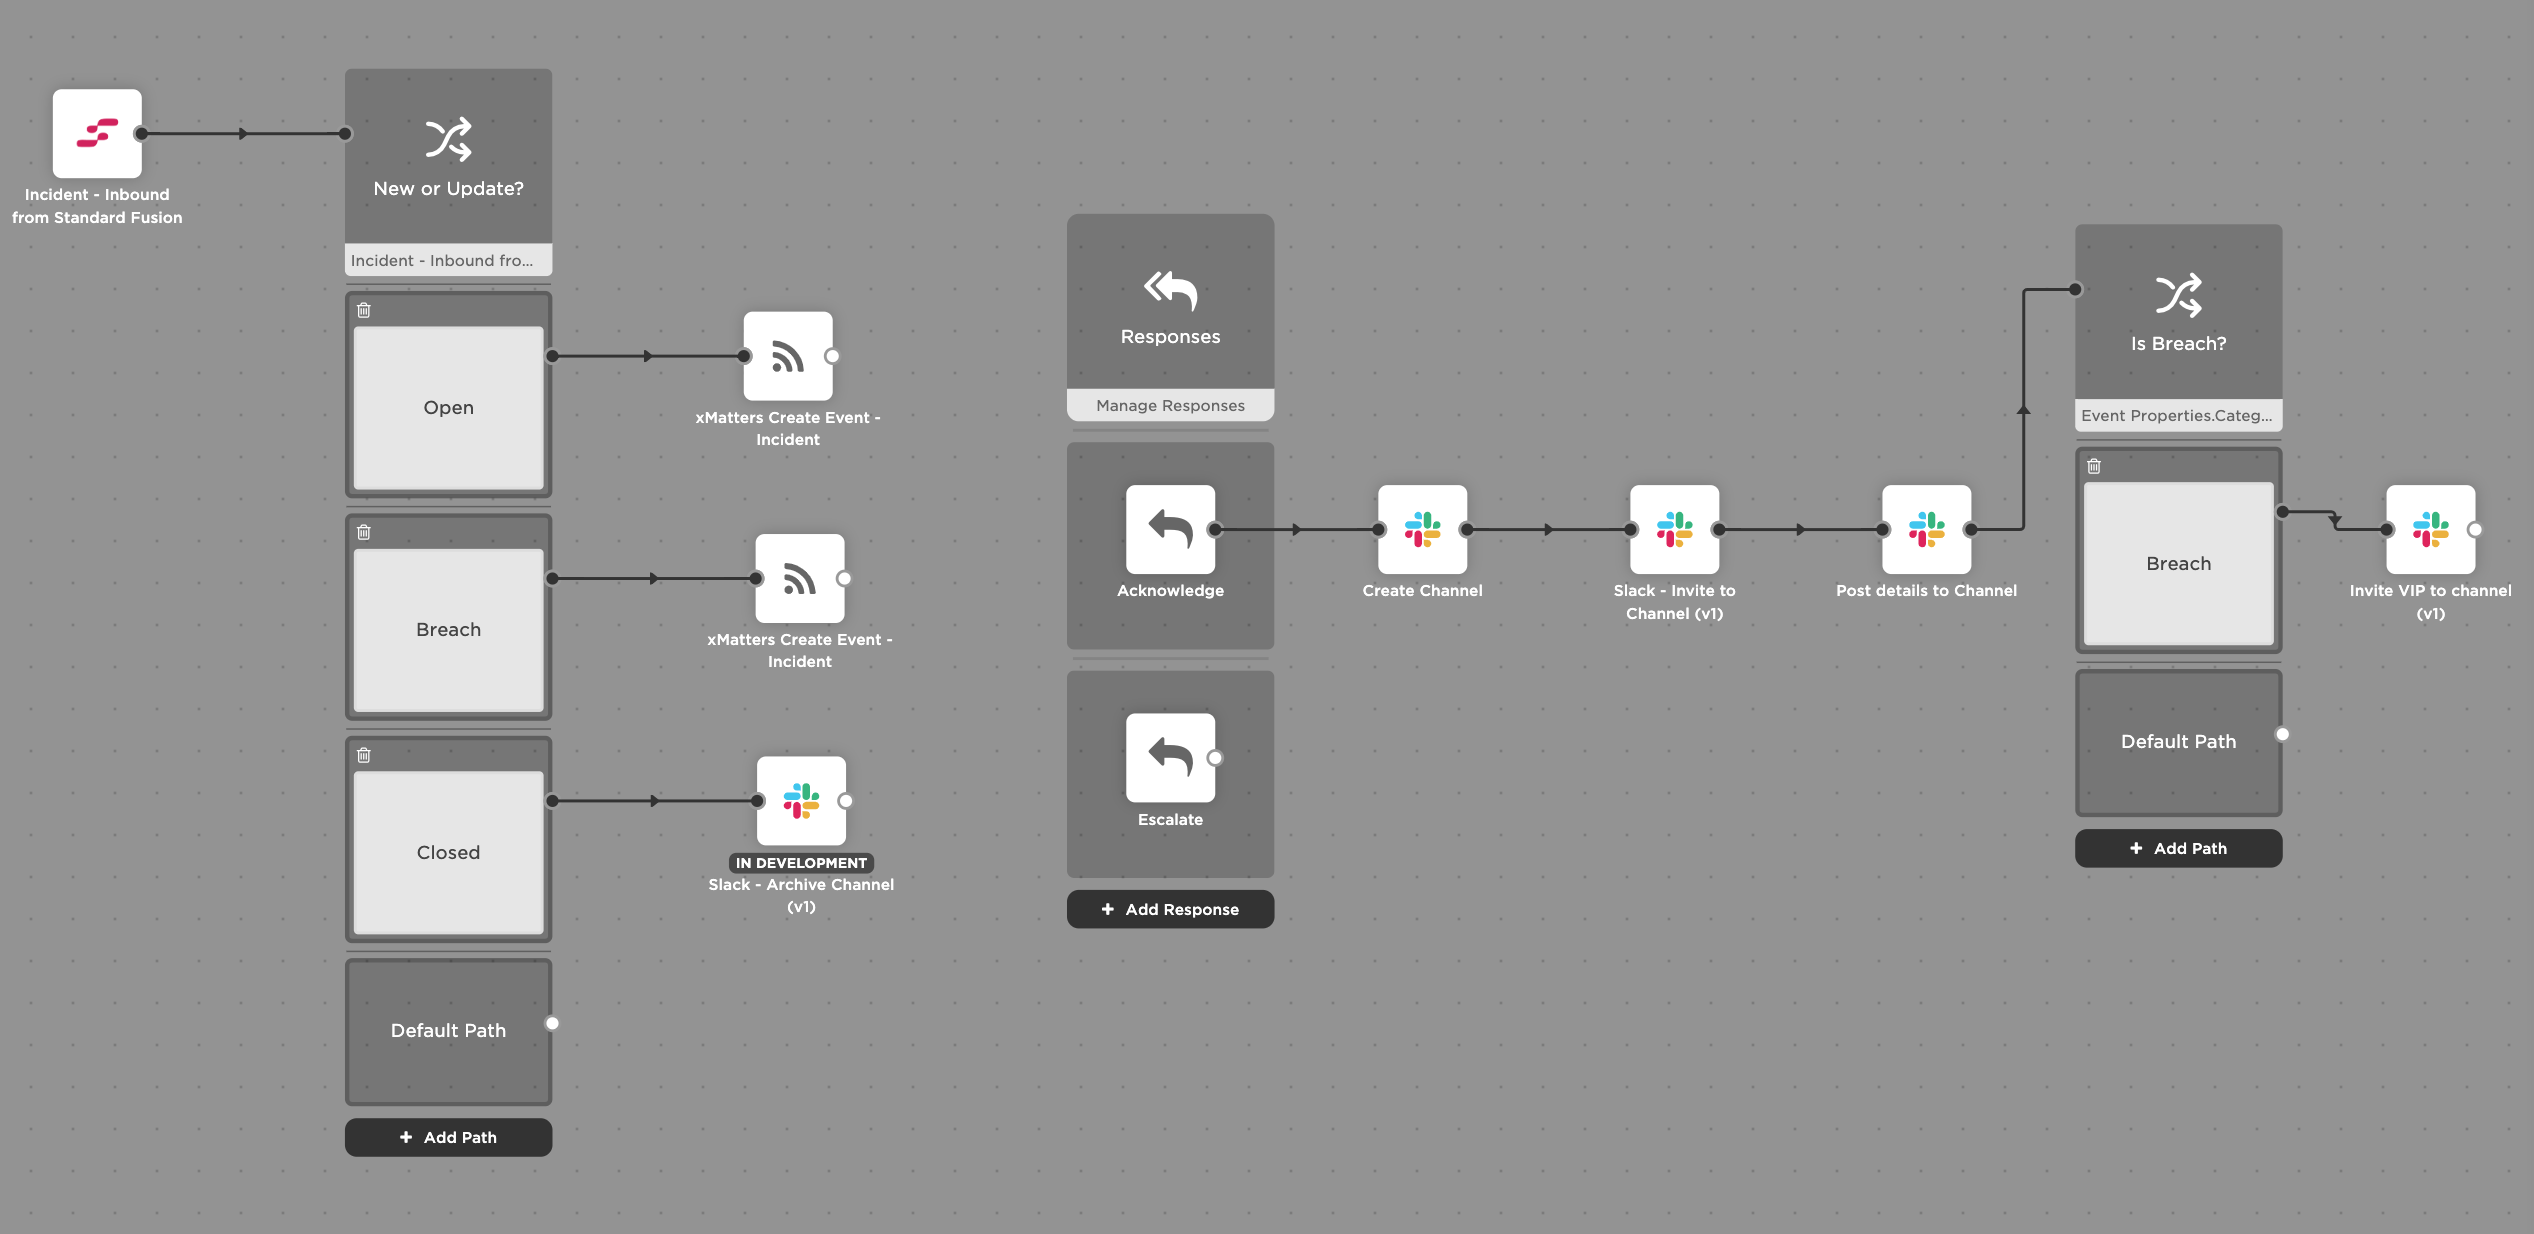 Incident - Inbound
from Standard Fusion
New or Update?
Incident - Inbound fro...
Open
xMatters Create Event -
Incident
Breach
xMatters Create Event -
Incident
Closed
IN DEVELOPMENT
Slack - Archive Channel
(v1)
Default Path
+ Add Path
Responses
Manage Responses
Acknowledge
Create Channel
Slack - Invite to
Channel (v1)
Post details to Channel
Escalate
+ Add Response
Is Breach?
Event Properties.Categ...
Breach
Invite VIP to channel
(v1)
Default Path
+ Add Path